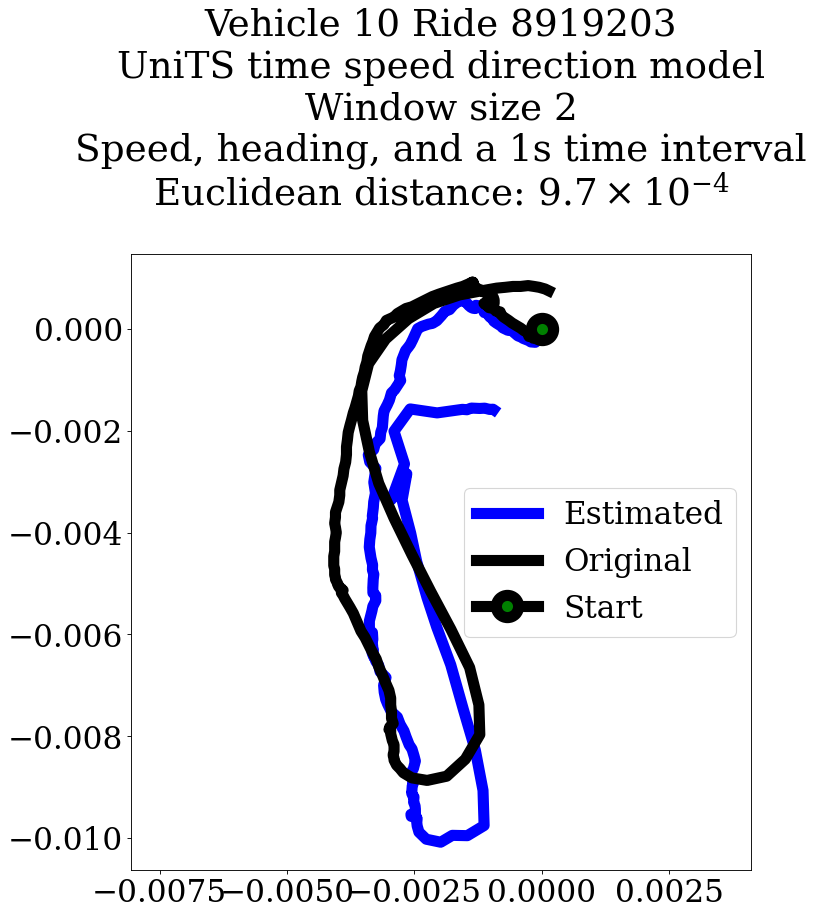 Vehicle 10 Ride 8919203
UniTS time speed direction model
Window size 2
Speed, heading, and a 1s time interval
Euclidean distance: 9.7 × 10⁻⁴
0.000
−0.002
−0.004
−0.006
−0.008
−0.010
Estimated
Original
Start
−0.0075 −0.0050 −0.0025 0.0000 0.0025